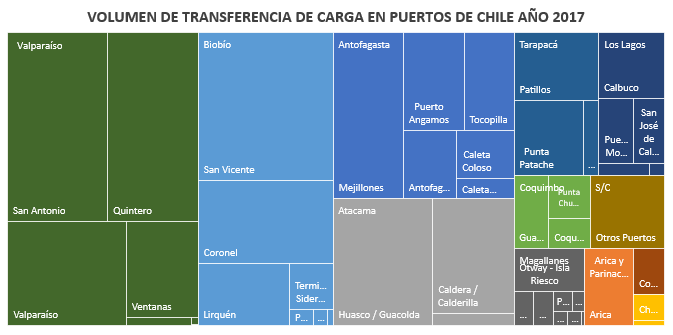 VOLUMEN DE TRANSFERENCIA DE CARGA EN PUERTOS DE CHILE AÑO 2017
Valparaíso
San Antonio
Quintero
Valparaíso
Ventanas
Biobío
San Vicente
Coronel
Lirquén
Termi...
Sider...
P...
...
Antofagasta
Mejillones
Puerto
Angamos
Tocopilla
Antofag...
Caleta
Coloso
Caleta...
Atacama
Huasco / Guacolda
Caldera /
Calderilla
Tarapacá
Patillos
Punta
Patache
...
Los Lagos
Calbuco
Pue...
Mo...
San
José
de
Cal...
Coquimbo
Gua...
Punta
Chu...
Coqu...
S/C
Otros Puertos
Magallanes
Otway - Isla
Riesco
...
...
P...
...
...
Arica y
Parinac...
Arica
Co...
Ch...